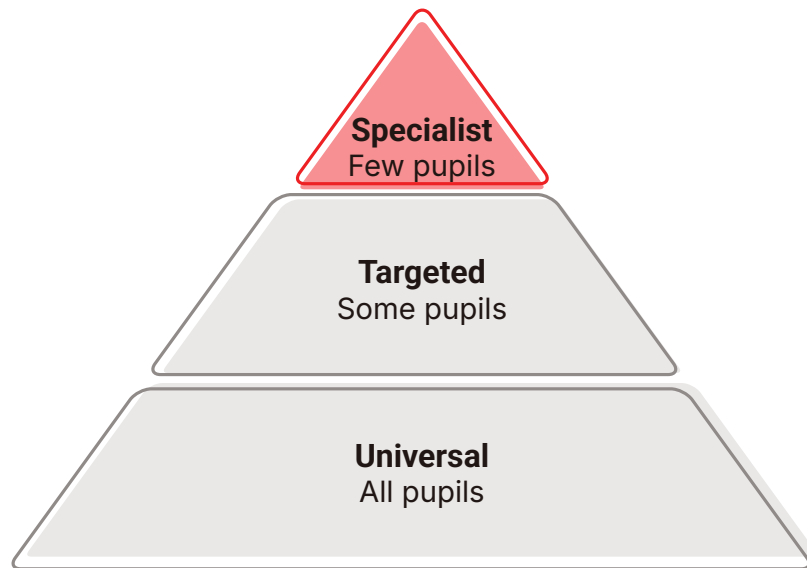 Specialist
Few pupils
Targeted
Some pupils
Universal
All pupils